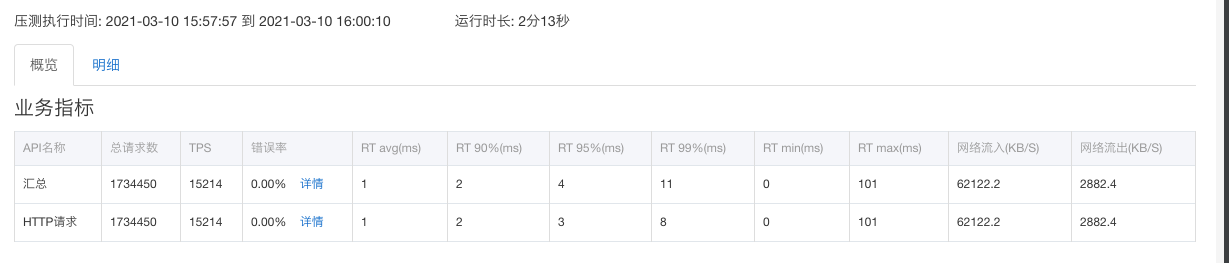 压测执行时间: 2021-03-10 15:57:57 到 2021-03-10 16:00:10 运行时长: 2分13秒
概览 明细
业务指标
API名称 总请求数 TPS 错误率 RT avg(ms) RT 90%(ms) RT 95%(ms) RT 99%(ms) RT min(ms) RT max(ms) 网络流入(KB/S) 网络流出(KB/S)
汇总 1734450 15214 0.00% 详情 1 2 4 11 0 101 62122.2 2882.4
HTTP请求 1734450 15214 0.00% 详情 1 2 3 8 0 101 62122.2 2882.4